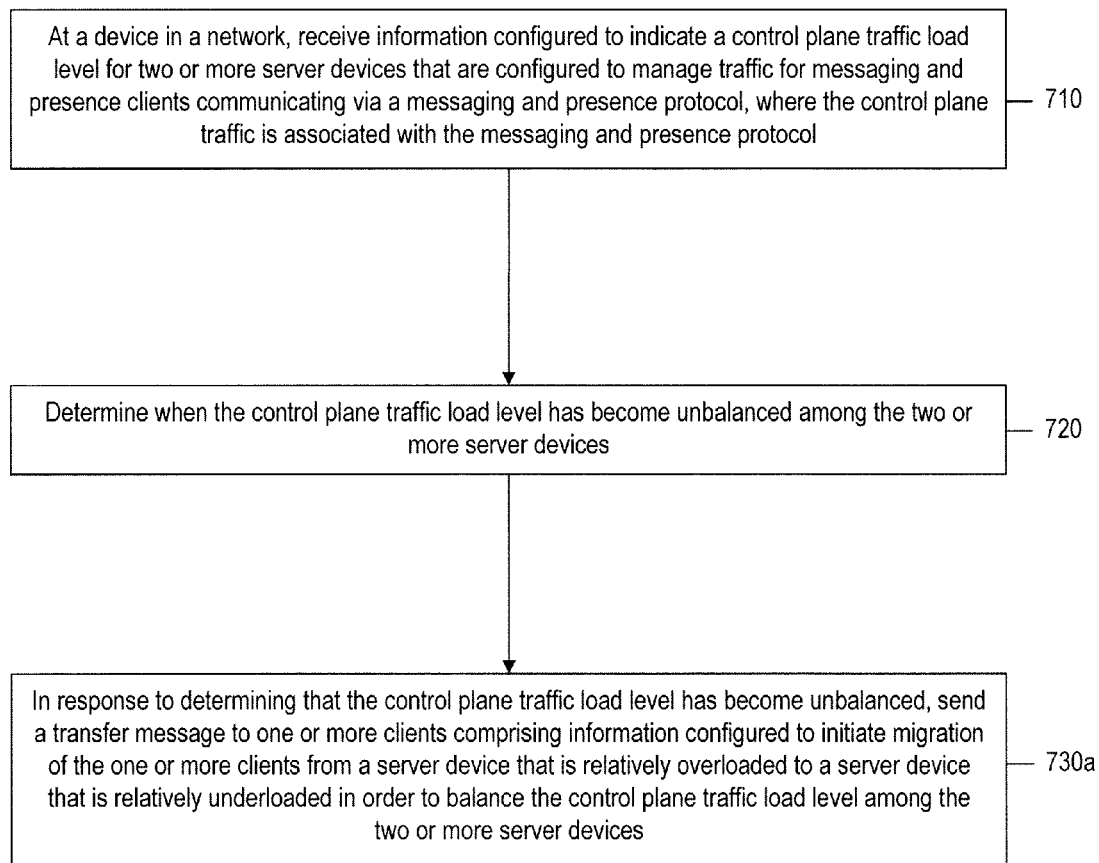 At a device in a network, receive information configured to indicate a control plane traffic load
level for two or more server devices that are configured to manage traffic for messaging and
presence clients communicating via a messaging and presence protocol, where the control plane
traffic is associated with the messaging and presence protocol
710
Determine when the control plane traffic load level has become unbalanced among the two or
more server devices
720
In response to determining that the control plane traffic load level has become unbalanced, send
a transfer message to one or more clients comprising information configured to initiate migration
of the one or more clients from a server device that is relatively overloaded to a server device
that is relatively underloaded in order to balance the control plane traffic load level among the
two or more server devices
730a